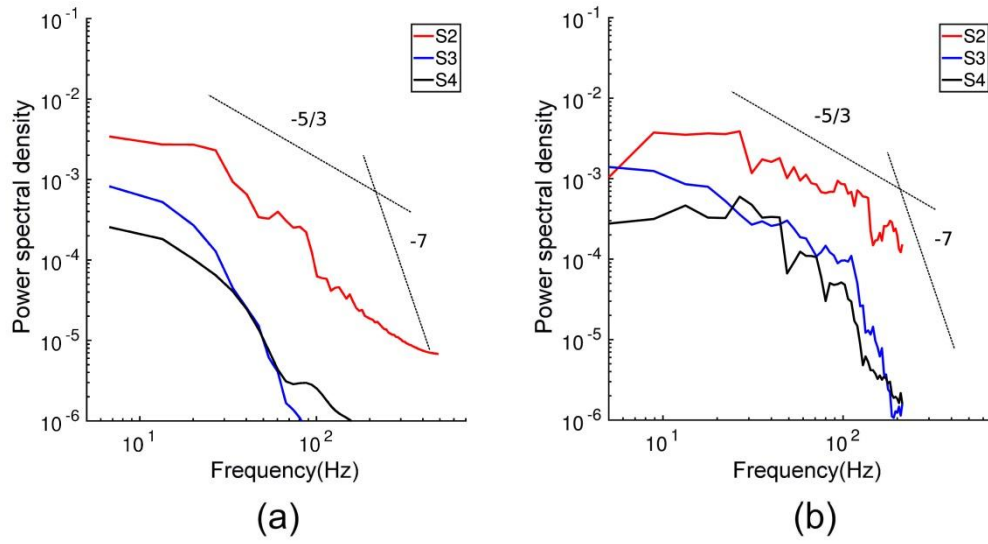 10^-1
10^-2
10^-3
10^-4
10^-5
10^-6
Power spectral density
S2
S3
S4
-5/3
-7
10^1
10^2
Frequency(Hz)
(a)
10^-1
10^-2
10^-3
10^-4
10^-5
10^-6
Power spectral density
S2
S3
S4
-5/3
-7
10^1
10^2
Frequency(Hz)
(b)